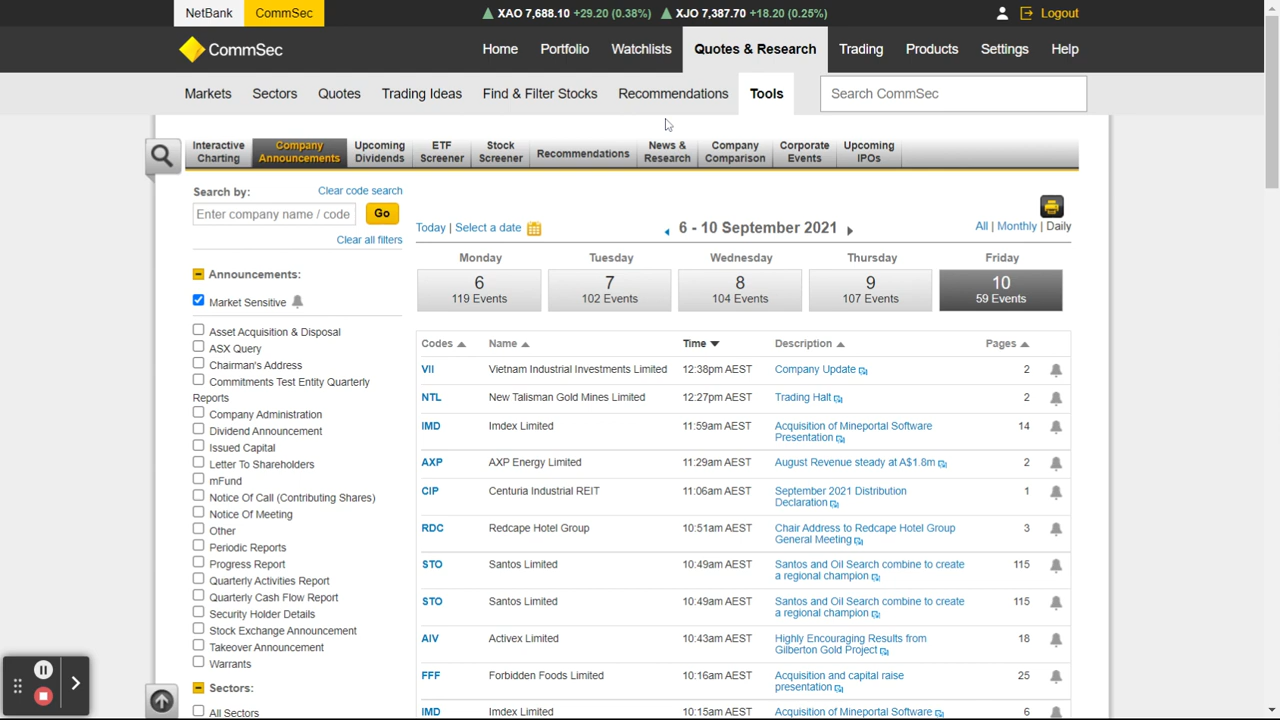 NetBank CommSec XAO 7,688.10 +29.20 (0.38%) XJO 7,387.70 +18.20 (0.25%) Logout
CommSec Home Portfolio Watchlists Quotes & Research Trading Products Settings Help
Markets Sectors Quotes Trading Ideas Find & Filter Stocks Recommendations Tools Search CommSec
Interactive Charting Company Announcements Upcoming Dividends ETF Screener Stock Screener Recommendations News & Research Company Comparison Corporate Events Upcoming IPOs
Search by: Clear code search
Enter company name / code Go
Clear all filters
Announcements:
Market Sensitive
Asset Acquisition & Disposal
ASX Query
Chairman's Address
Commitments Test Entity Quarterly
Reports
Company Administration
Dividend Announcement
Issued Capital
Letter To Shareholders
mFund
Notice Of Call (Contributing Shares)
Notice Of Meeting
Other
Periodic Reports
Progress Report
Quarterly Activities Report
Quarterly Cash Flow Report
Security Holder Details
Stock Exchange Announcement
Takeover Announcement
Warrants
Sectors:
All Sectors
Today | Select a date 6 - 10 September 2021 All | Monthly | Daily
Monday Tuesday Wednesday Thursday Friday
6 7 8 9 10
119 Events 102 Events 104 Events 107 Events 59 Events
Codes Name Time Description Pages
VII Vietnam Industrial Investments Limited 12:38pm AEST Company Update 2
NTL New Talisman Gold Mines Limited 12:27pm AEST Trading Halt 2
IMD Imdex Limited 11:59am AEST Acquisition of Mineportal Software 14
Presentation
AXP AXP Energy Limited 11:29am AEST August Revenue steady at A$1.8m 2
CIP Centuria Industrial REIT 11:06am AEST September 2021 Distribution 1
Declaration
RDC Redcape Hotel Group 10:51am AEST Chair Address to Redcape Hotel Group 3
General Meeting
STO Santos Limited 10:49am AEST Santos and Oil Search combine to create 115
a regional champion
STO Santos Limited 10:49am AEST Santos and Oil Search combine to create 115
a regional champion
AIV Activex Limited 10:43am AEST Highly Encouraging Results from 18
Gilberton Gold Project
FFF Forbidden Foods Limited 10:16am AEST Acquisition and capital raise 25
presentation
IMD Imdex Limited 10:15am AEST Acquisition of Mineportal Software 6